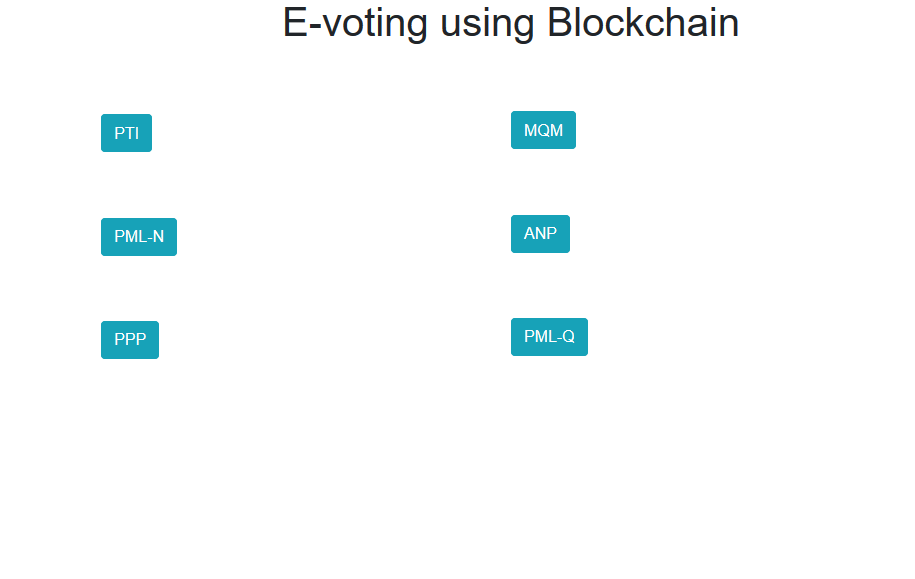 E-voting using Blockchain
PTI
MQM
PML-N
ANP
PPP
PML-Q